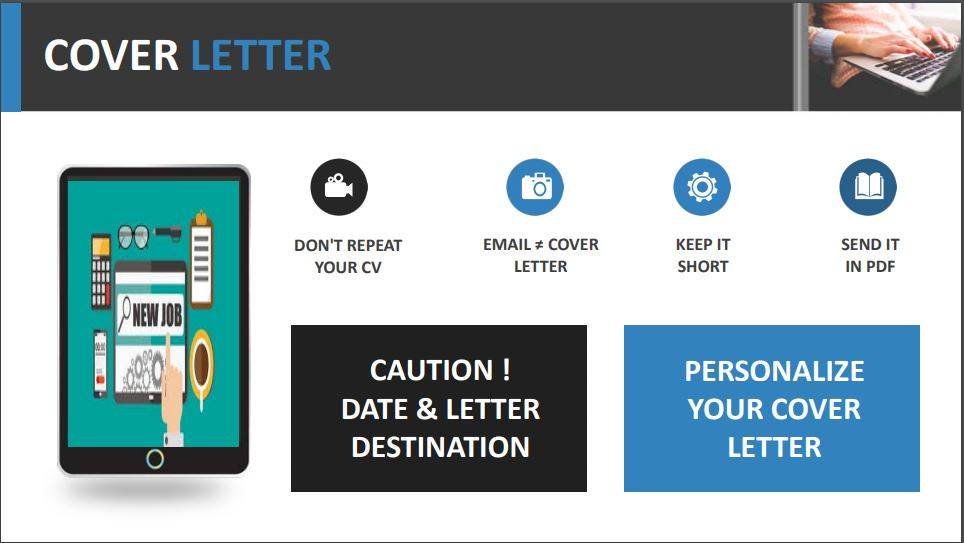 COVER LETTER
DON'T REPEAT
YOUR CV
EMAIL ≠ COVER
LETTER
KEEP IT
SHORT
SEND IT
IN PDF
NEW JOB
CAUTION !
DATE & LETTER
DESTINATION
PERSONALIZE
YOUR COVER
LETTER